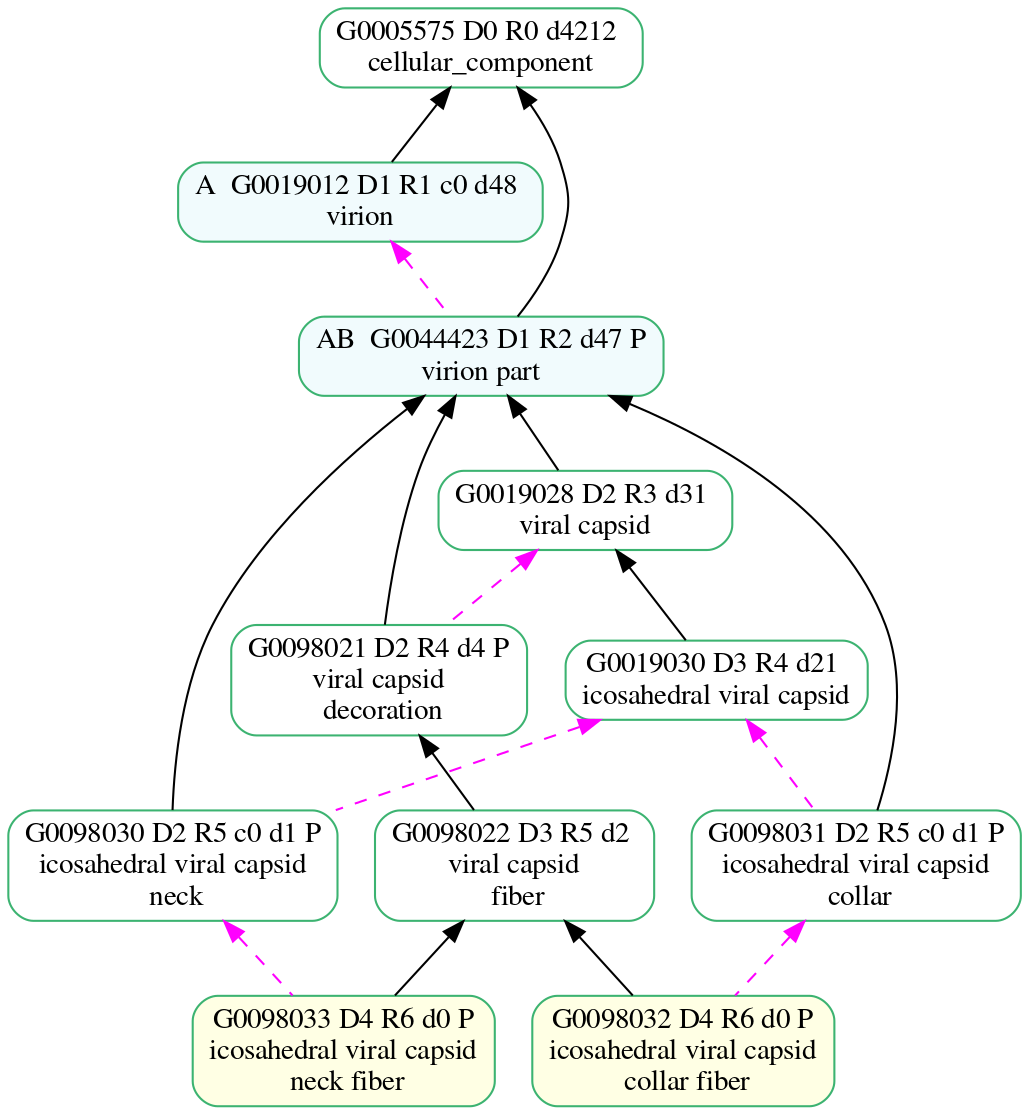 G0005575 D0 R0 d4212
cellular_component
A  G0019012 D1 R1 c0 d48
virion
AB  G0044423 D1 R2 d47 P
virion part
G0019028 D2 R3 d31
viral capsid
G0098021 D2 R4 d4 P
viral capsid
decoration
G0019030 D3 R4 d21
icosahedral viral capsid
G0098030 D2 R5 c0 d1 P
icosahedral viral capsid
neck
G0098022 D3 R5 d2
viral capsid
fiber
G0098031 D2 R5 c0 d1 P
icosahedral viral capsid
collar
G0098033 D4 R6 d0 P
icosahedral viral capsid
neck fiber
G0098032 D4 R6 d0 P
icosahedral viral capsid
collar fiber